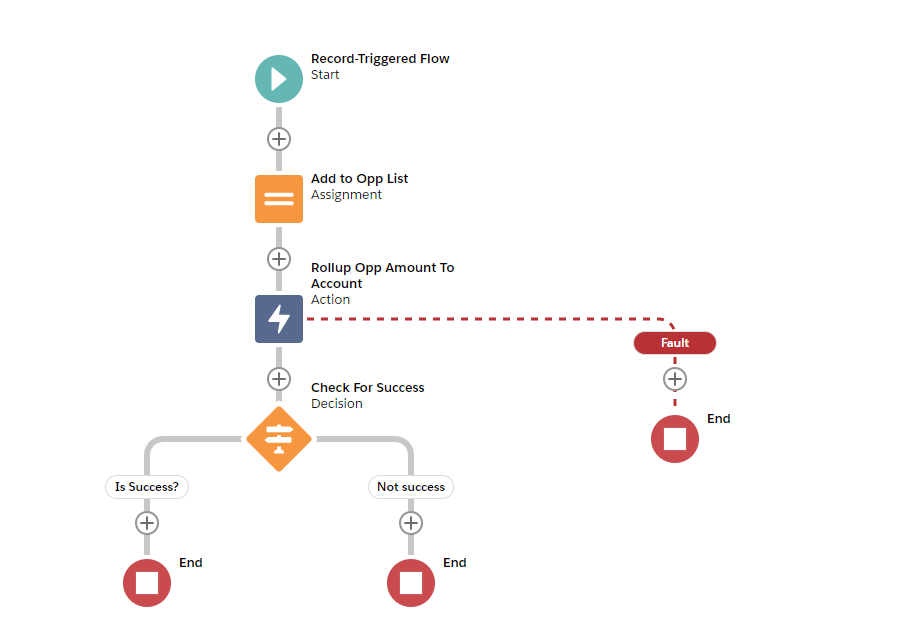 Record-Triggered Flow
Start
Add to Opp List
Assignment
Rollup Opp Amount To
Account
Action
Fault
Check For Success
Decision
End
Is Success?
Not success
End
End